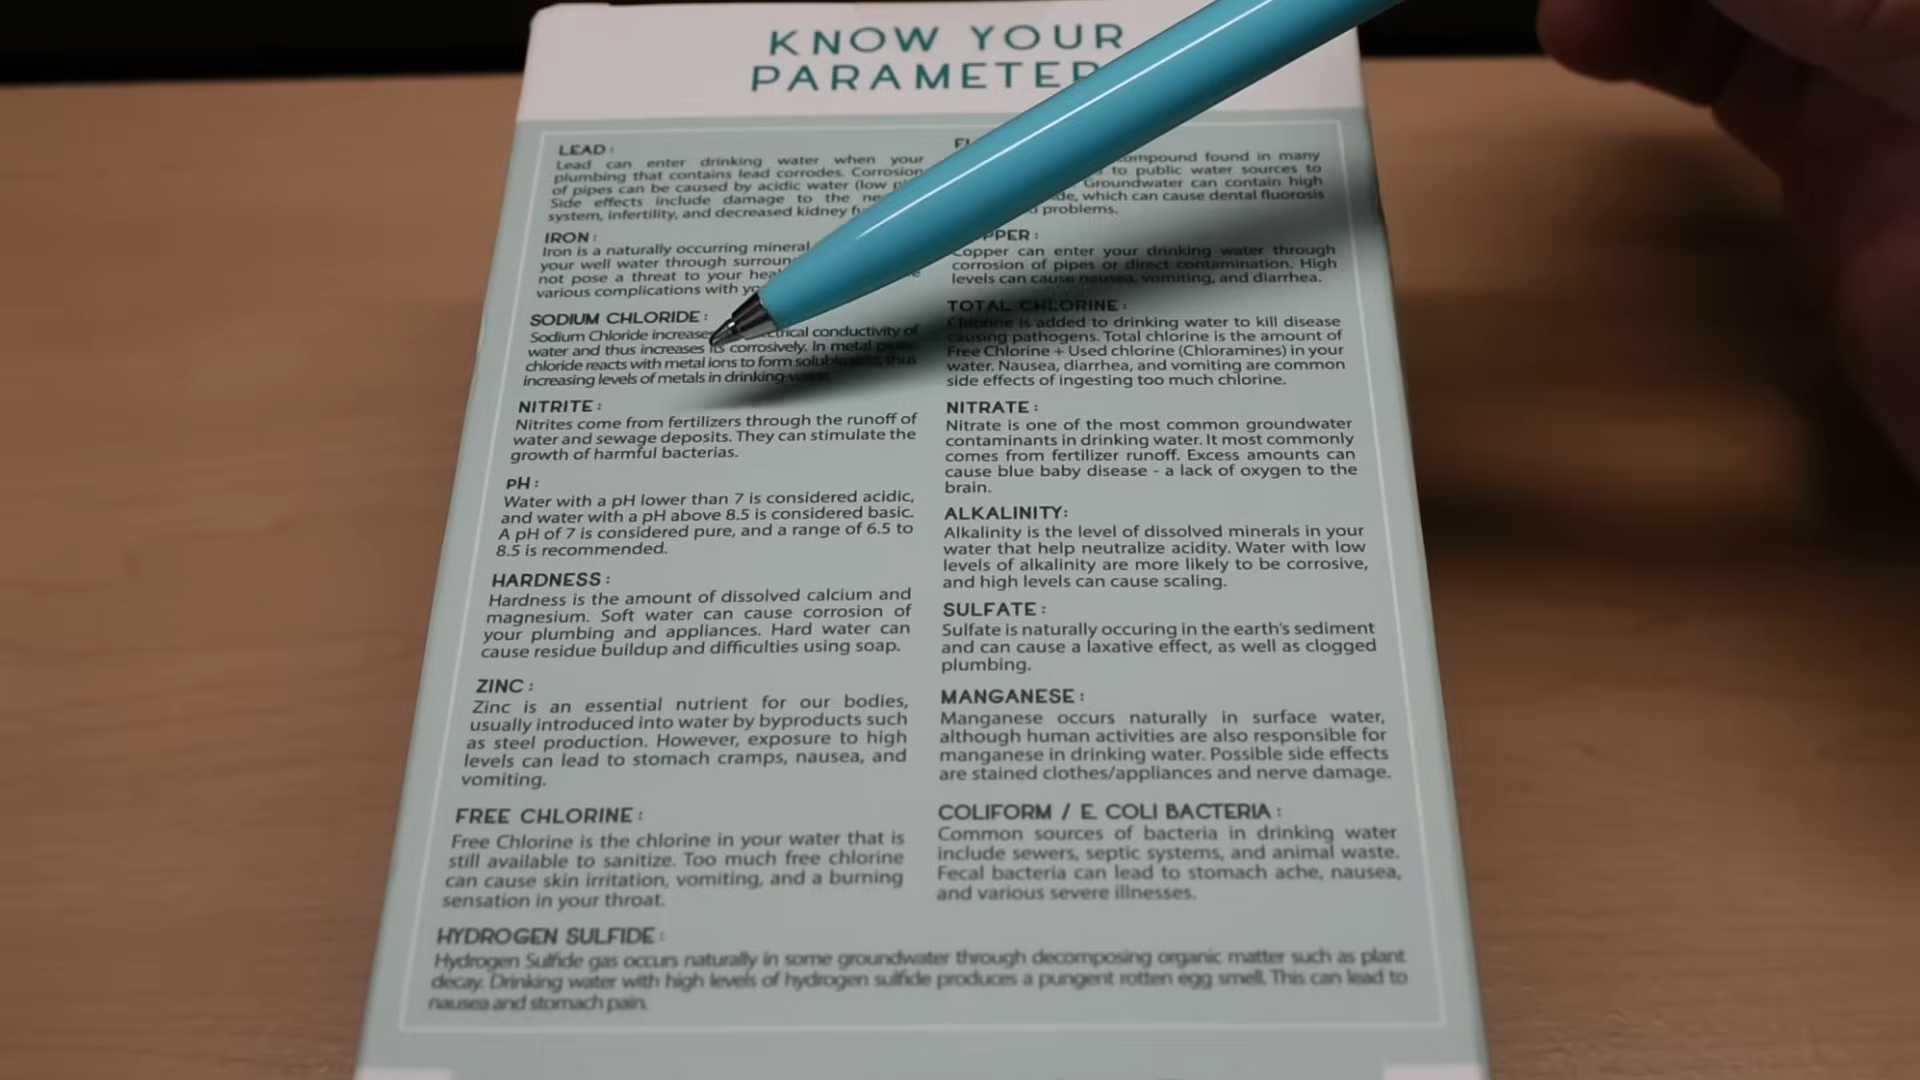 KNOW YOUR
LEAD:
Lead can enter drinking water when your
plumbing that contains lead corrodes. Corrosion
of pipes can be caused by acidic water (low
Side effects include damage to the
system, infertility, and decreased kidney
IRON:
Iron is a naturally occurring mineral
your well water through
not pose a threat to your
various complications with
SODIUM CHLORIDE:
Sodium Chloride increases conductivity of
water and thus increases its corrosively. In metal pipes
chloride reacts with metal ions to form soluble salts, thus
increasing levels of metals in drinking water.
NITRITE:
Nitrites come from fertilizers through the runoff of
water and sewage deposits. They can stimulate the
growth of harmful bacterias.
PH:
Water with a pH lower than 7 is considered acidic,
and water with a pH above 8.5 is considered basic.
A pH of 7 is considered pure, and a range of 6.5 to
8.5 is recommended.
HARDNESS:
Hardness is the amount of dissolved calcium and
magnesium. Soft water can cause corrosion of
your plumbing and appliances. Hard water can
cause residue buildup and difficulties using soap.
ZINC:
Zinc is an essential nutrient for our bodies,
usually introduced into water by byproducts such
as steel production. However, exposure to high
levels can lead to stomach cramps, nausea, and
vomiting.
FREE CHLORINE:
Free Chlorine is the chlorine in your water that is
still available to sanitize. Too much free chlorine
can cause skin irritation, vomiting, and a burning
sensation in your throat.
found in many
to public water sources to
Groundwater can contain high
which can cause dental fluorosis
problems.
Copper can enter your drinking water through
corrosion of pipes or direct contamination. High
levels can cause nausea, vomiting, and diarrhea.
TOTAL CHLORINE:
Chlorine is added to drinking water to kill disease
causing pathogens. Total chlorine is the amount of
Free Chlorine + Used chlorine (Chloramines) in your
water. Nausea, diarrhea, and vomiting are common
side effects of ingesting too much chlorine.
NITRATE:
Nitrate is one of the most common groundwater
contaminants in drinking water. It most commonly
comes from fertilizer runoff. Excess amounts can
cause blue baby disease - a lack of oxygen to the
brain.
ALKALINITY:
Alkalinity is the level of dissolved minerals in your
water that help neutralize acidity. Water with low
levels of alkalinity are more likely to be corrosive,
and high levels can cause scaling.
SULFATE:
Sulfate is naturally occuring in the earth's sediment
and can cause a laxative effect, as well as clogged
plumbing.
MANGANESE:
Manganese occurs naturally in surface water,
although human activities are also responsible for
manganese in drinking water. Possible side effects
are stained clothes/appliances and nerve damage.
COLIFORM / E. COLI BACTERIA:
Common sources of bacteria in drinking water
include sewers, septic systems, and animal waste.
Fecal bacteria can lead to stomach ache, nausea,
and various severe illnesses.
HYDROGEN SULFIDE:
Hydrogen Sulfide gas occurs naturally in some groundwater through decomposing organic matter such as plant
decay. Drinking water with high levels of hydrogen sulfide produces a pungent rotten egg smell. This can lead to
nausea and stomach pain.